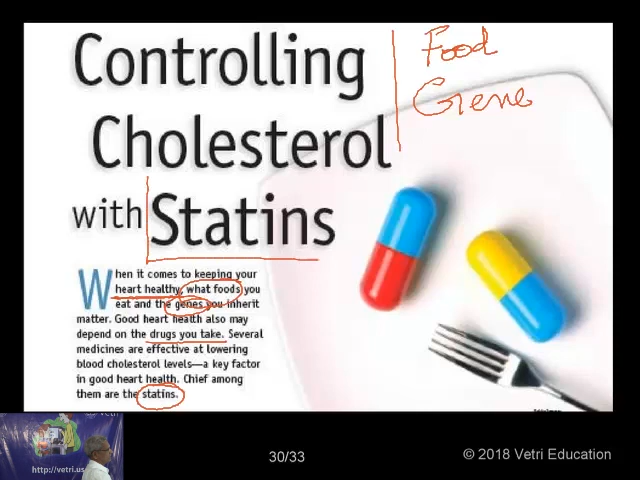 Controlling
Cholesterol
with Statins
Food
Gene
When it comes to keeping your
heart healthy, what foods you
eat and the genes you inherit
matter. Good heart health also may
depend on the drugs you take. Several
medicines are effective at lowering
blood cholesterol levels—a key factor
in good heart health. Chief among
them are the statins.
http://vetri.us
30/33
© 2018 Vetri Education